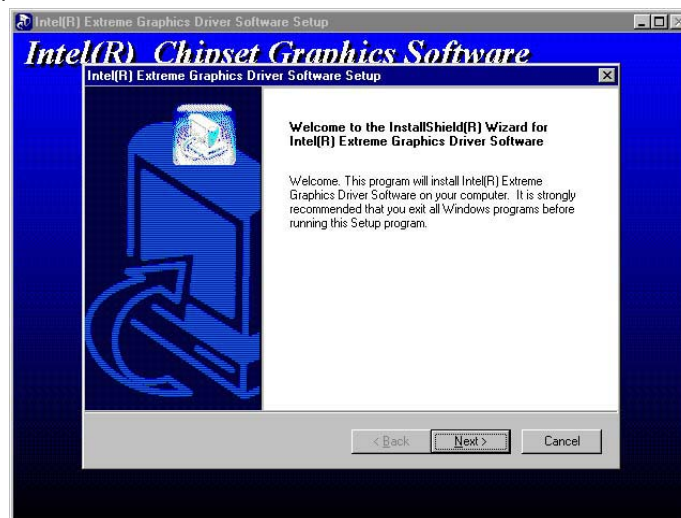 Intel(R) Extreme Graphics Driver Software Setup
Intel(R) Chipset Graphics Software
Intel(R) Extreme Graphics Driver Software Setup
Welcome to the InstallShield(R) Wizard for
Intel(R) Extreme Graphics Driver Software
Welcome. This program will install Intel(R) Extreme
Graphics Driver Software on your computer. It is strongly
recommended that you exit all Windows programs before
running this Setup program.
< Back Next > Cancel